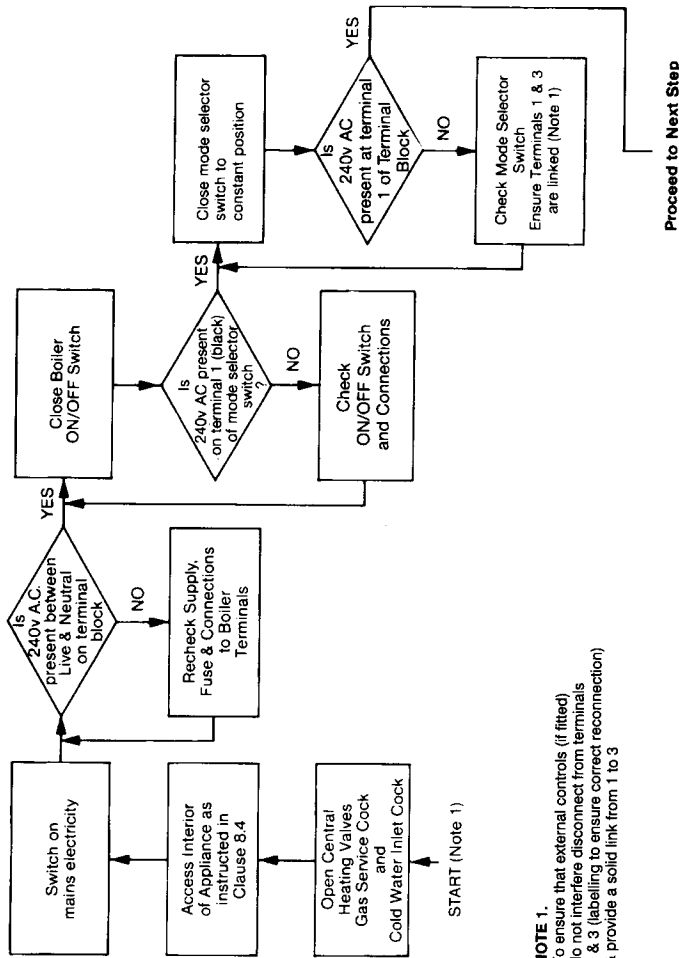 START (Note 1)
Open Central
Heating Valves
Gas Service Cock
and
Cold Water Inlet Cock
Access Interior
of Appliance as
instructed in
Clause 8.4
Switch on
mains electricity
Is
240v A.C.
present between
Live & Neutral
on terminal
block
YES
NO
Recheck Supply,
Fuse & Connections
to Boiler
Terminals
Close Boiler
ON/OFF Switch
Is
240v AC present
on terminal 1 (black)
of mode selector
switch
?
YES
NO
Check
ON/OFF Switch
and Connections
Close mode selector
switch to
constant position
Is
240v AC
present at terminal
1 of Terminal
Block
YES
NO
Check Mode Selector
Switch
Ensure Terminals 1 & 3
are linked (Note 1)
Proceed to Next Step
NOTE 1.
ensure that external controls (if fitted)
not interfere disconnect from terminals
& 3 (labelling to ensure correct reconnection)
provide a solid link from 1 to 3